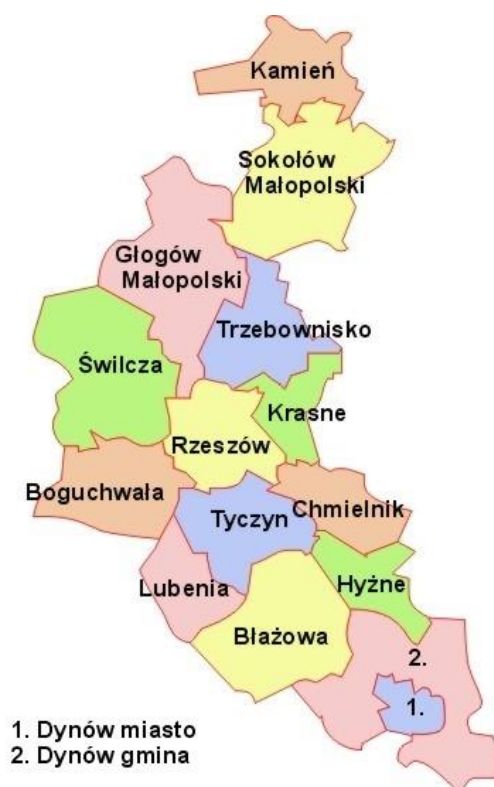 Kamień
Sokołów
Małopolski
Głogów
Małopolski
Trzebownisko
Świlcza
Krasne
Rzeszów
Boguchwała
Chmielnik
Tyczyn
Hyżne
Lubenia
Błażowa
2.
1.
1. Dynów miasto
2. Dynów gmina